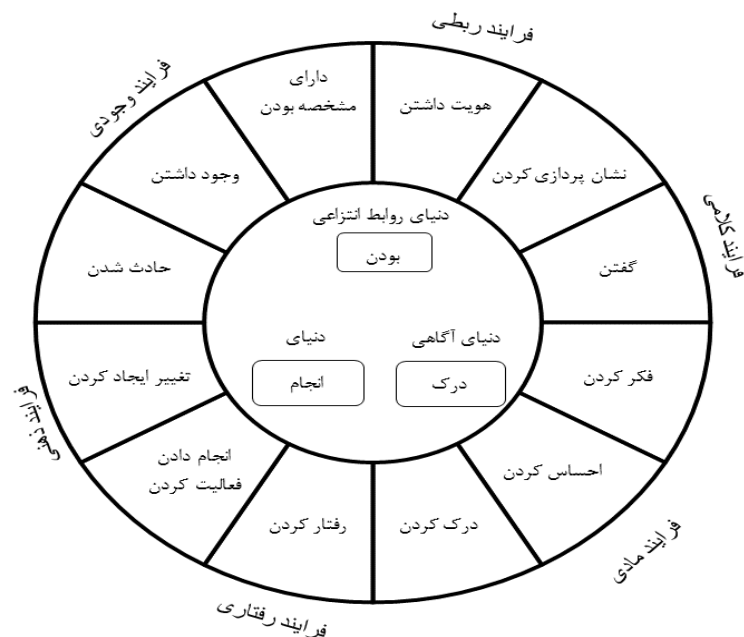 فرایند ربطی
فرایند وجودی
دارای
مشخصه بودن
هویت داشتن
وجود داشتن
نشان پردازی کردن
فرایند کلامی
دنیای روابط انتزاعی
بودن
حادث شدن
گفتن
دنیای آگاهی
دنیای
درک
انجام
تغییر ایجاد کردن
فکر کردن
فرایند ذهنی
انجام دادن
فعالیت کردن
احساس کردن
رفتار کردن
درک کردن
فرایند مادی
فرایند رفتاری